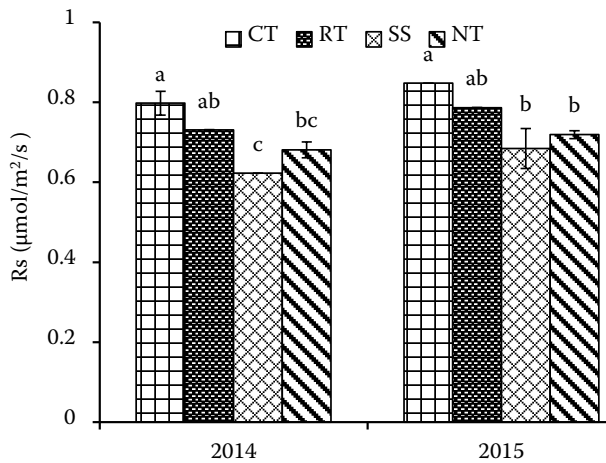 1
CT RT SS NT
a
a
0.8
ab
ab
bc
b
b
c
0.6
0.4
0.2
0
Rs (µmol/m²/s)
2014
2015